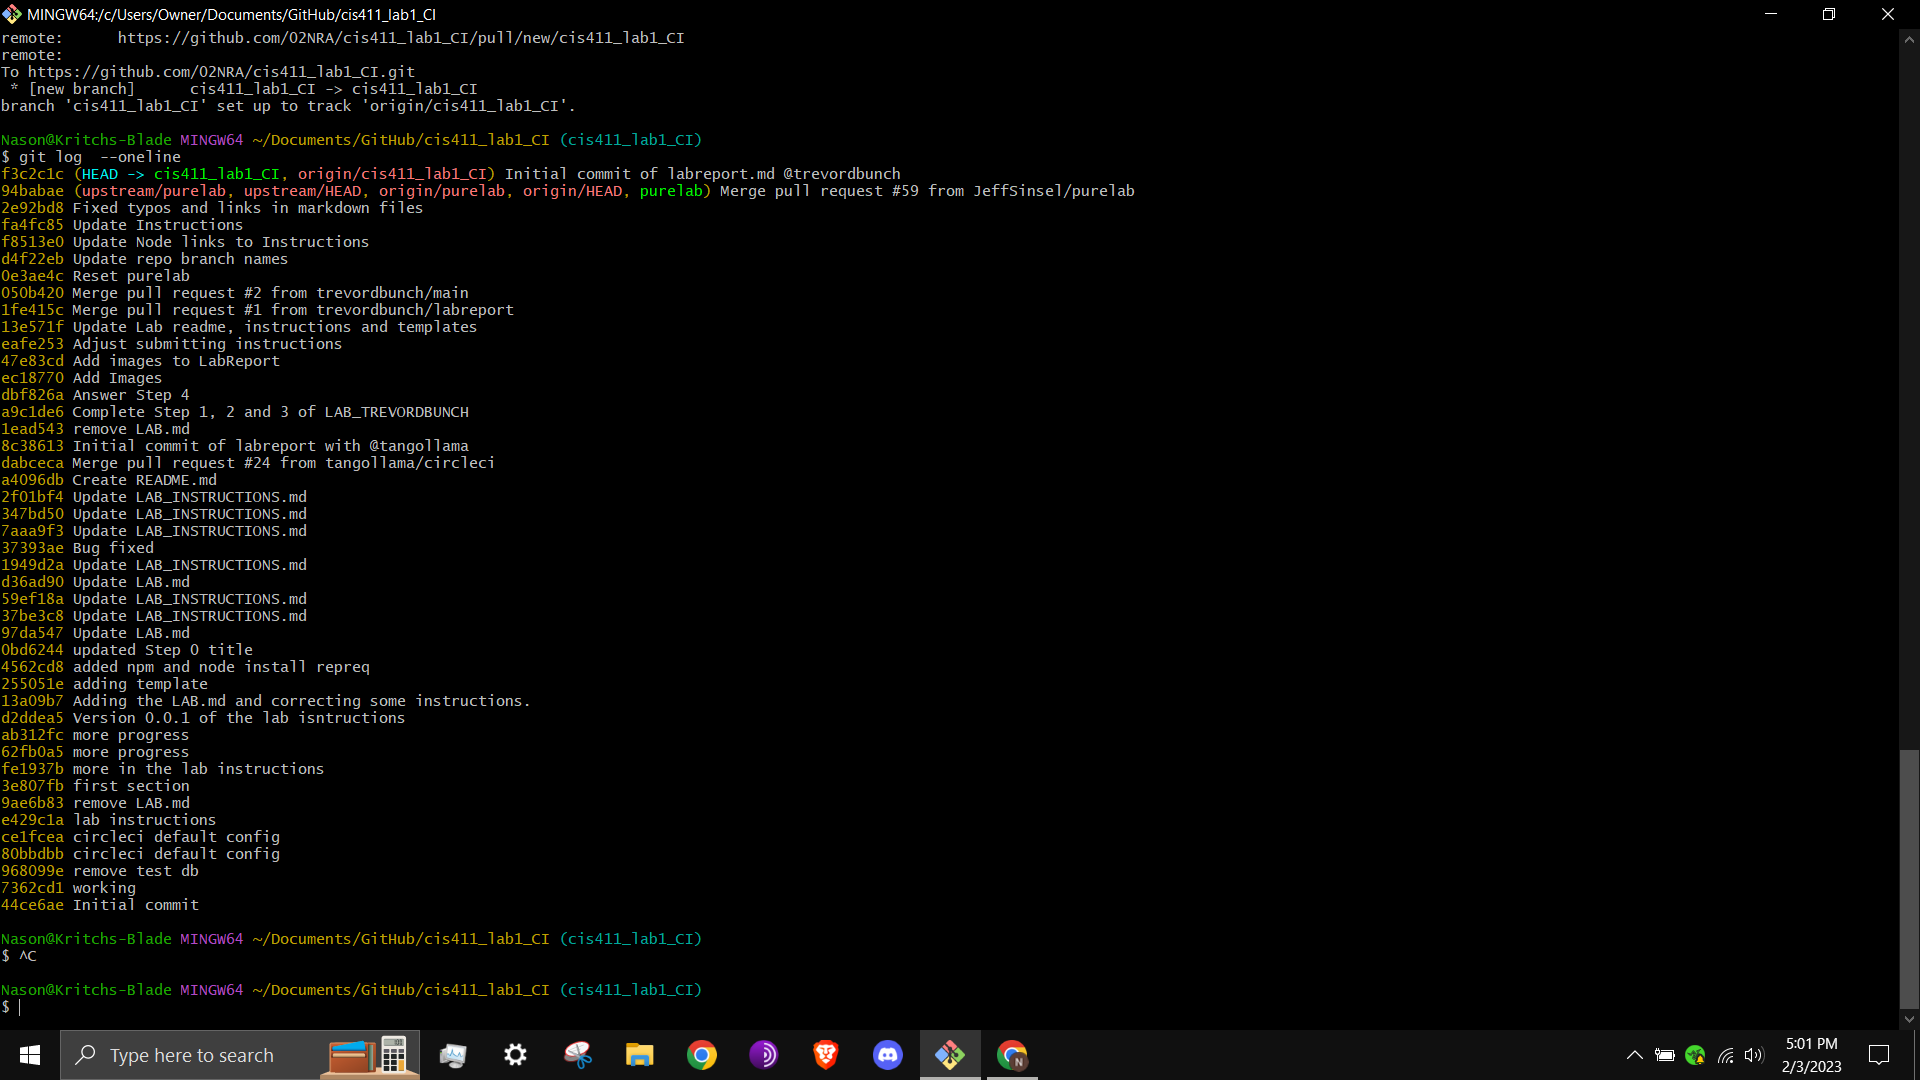 MINGW64:/c/Users/Owner/Documents/GitHub/cis411_lab1_CI
remote:      https://github.com/02NRA/cis411_lab1_CI/pull/new/cis411_lab1_CI
remote:
To https://github.com/02NRA/cis411_lab1_CI.git
 * [new branch]      cis411_lab1_CI -> cis411_lab1_CI
branch 'cis411_lab1_CI' set up to track 'origin/cis411_lab1_CI'.
Nason@Kritchs-Blade MINGW64 ~/Documents/GitHub/cis411_lab1_CI (cis411_lab1_CI)
$ git log  --oneline
f3c2c1c (HEAD -> cis411_lab1_CI, origin/cis411_lab1_CI) Initial commit of labreport.md @trevordbunch
94babae (upstream/purelab, upstream/HEAD, origin/purelab, origin/HEAD, purelab) Merge pull request #59 from JeffSinsel/purelab
2e92bd8 Fixed typos and links in markdown files
fa4fc85 Update Instructions
f8513e0 Update Node links to Instructions
d4f22eb Update repo branch names
0e3ae4c Reset purelab
050b420 Merge pull request #2 from trevordbunch/main
1fe415c Merge pull request #1 from trevordbunch/labreport
13e571f Update Lab readme, instructions and templates
eafe253 Adjust submitting instructions
47e83cd Add images to LabReport
ec18770 Add Images
dbf826a Answer Step 4
a9c1de6 Complete Step 1, 2 and 3 of LAB_TREVORDBUNCH
1ead543 remove LAB.md
8c38613 Initial commit of labreport with @tangollama
dabceca Merge pull request #24 from tangollama/circleci
a4096db Create README.md
2f01bf4 Update LAB_INSTRUCTIONS.md
347bd50 Update LAB_INSTRUCTIONS.md
7aaa9f3 Update LAB_INSTRUCTIONS.md
37393ae Bug fixed
1949d2a Update LAB_INSTRUCTIONS.md
d36ad90 Update LAB.md
59ef18a Update LAB_INSTRUCTIONS.md
37be3c8 Update LAB_INSTRUCTIONS.md
97da547 Update LAB.md
0bd6244 updated Step 0 title
4562cd8 added npm and node install repreq
255051e adding template
13a09b7 Adding the LAB.md and correcting some instructions.
d2ddea5 Version 0.0.1 of the lab isntructions
ab312fc more progress
62fb0a5 more progress
fe1937b more in the lab instructions
3e807fb first section
9ae6b83 remove LAB.md
e429c1a lab instructions
ce1fcea circleci default config
80bbdbb circleci default config
968099e remove test db
7362cd1 working
44ce6ae Initial commit
Nason@Kritchs-Blade MINGW64 ~/Documents/GitHub/cis411_lab1_CI (cis411_lab1_CI)
$ ^C
Nason@Kritchs-Blade MINGW64 ~/Documents/GitHub/cis411_lab1_CI (cis411_lab1_CI)
$
Type here to search
N
5:01 PM
2/3/2023